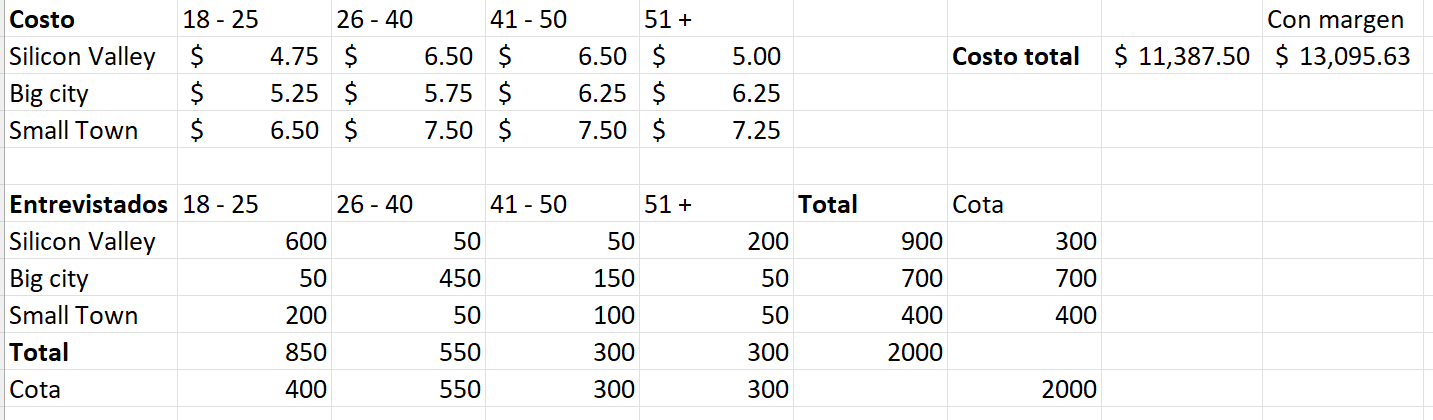 Costo 18 - 25 26 - 40 41 - 50 51 + Con margen
Silicon Valley $ 4.75 $ 6.50 $ 6.50 $ 5.00 Costo total $ 11,387.50 $ 13,095.63
Big city $ 5.25 $ 5.75 $ 6.25 $ 6.25
Small Town $ 6.50 $ 7.50 $ 7.50 $ 7.25
Entrevistados 18 - 25 26 - 40 41 - 50 51 + Total Cota
Silicon Valley 600 50 50 200 900 300
Big city 50 450 150 50 700 700
Small Town 200 50 100 50 400 400
Total 850 550 300 300 2000
Cota 400 550 300 300 2000